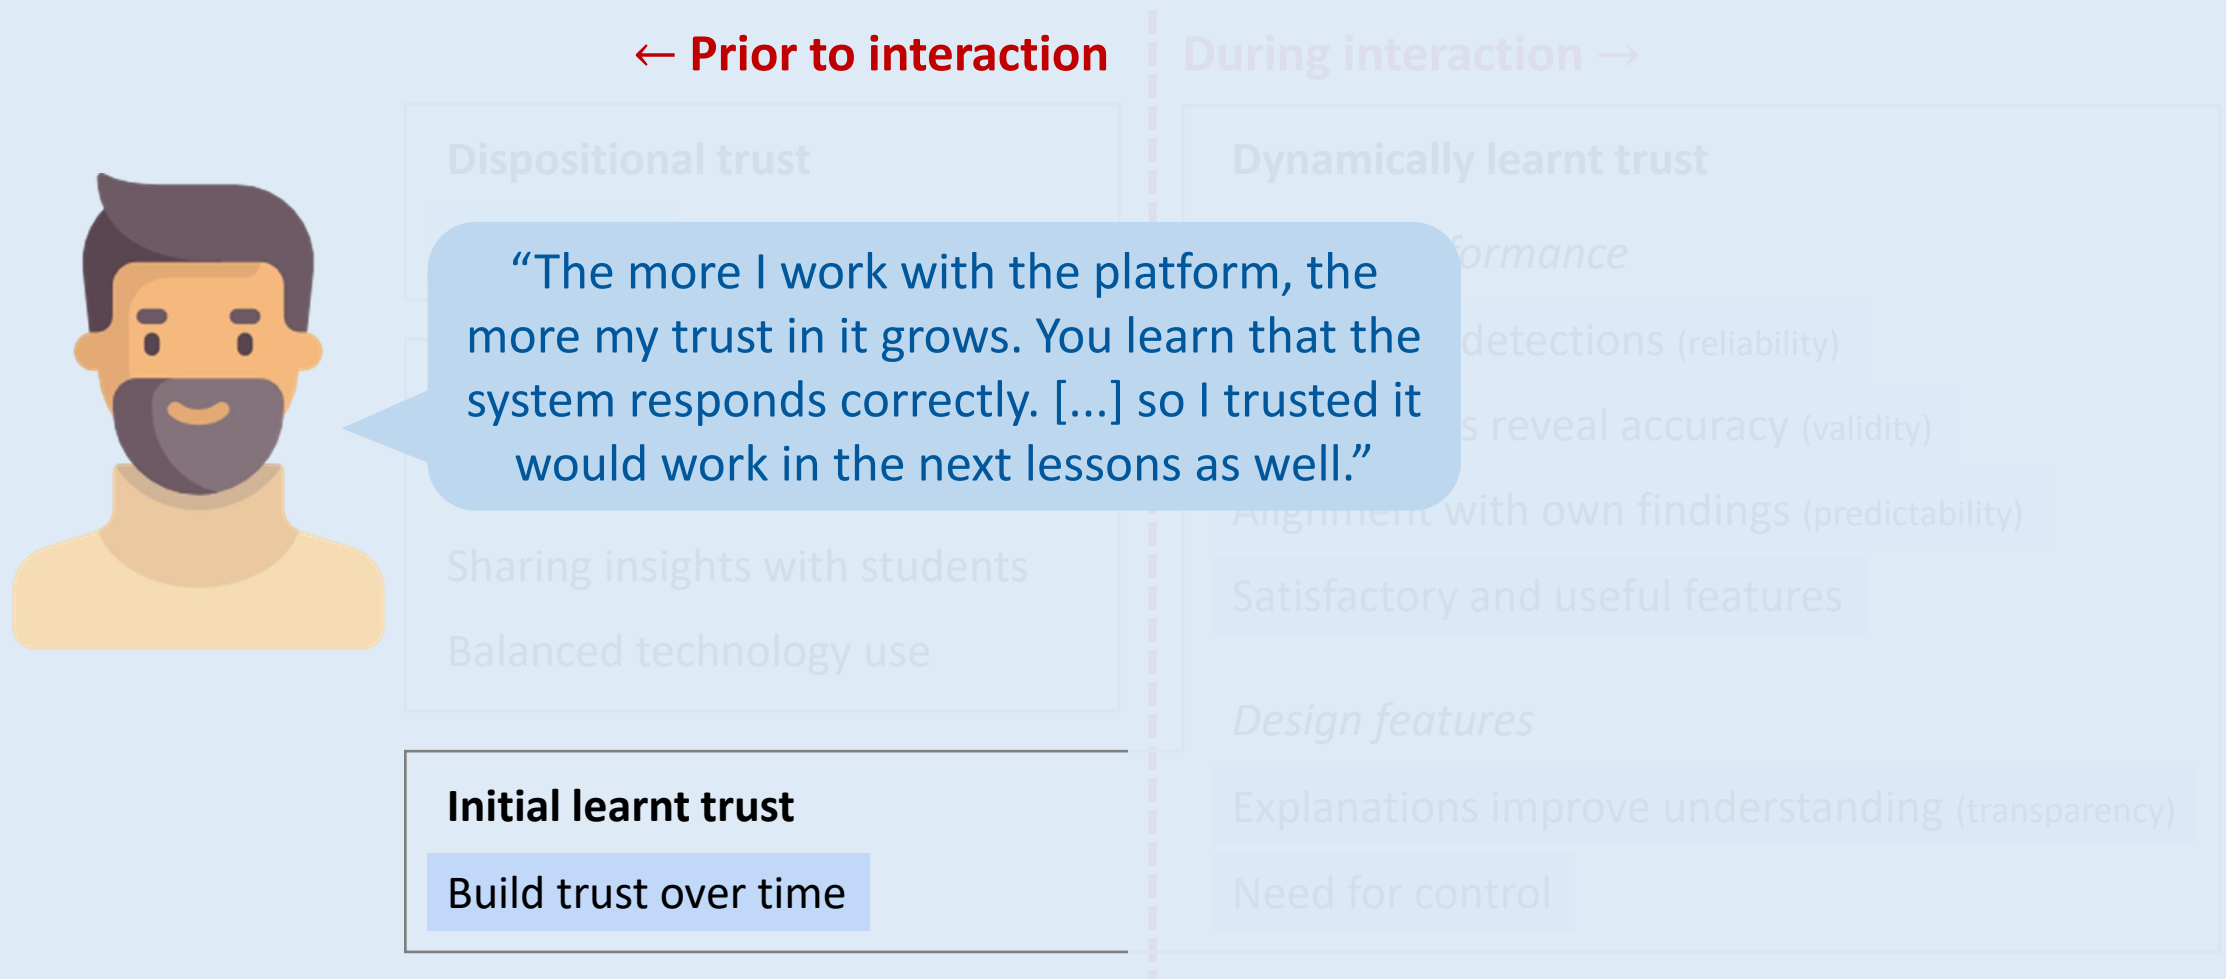 ← Prior to interaction
During interaction →
Dispositional trust
“The more I work with the platform, the
more my trust in it grows. You learn that the
system responds correctly. [...] so I trusted it
would work in the next lessons as well.”
Sharing insights with students
Balanced technology use
Initial learnt trust
Build trust over time
Dynamically learnt trust
detections (reliability)
reveal accuracy (validity)
Alignment with own findings (predictability)
Satisfactory and useful features
Design features
Explanations improve understanding (transparency)
Need for control